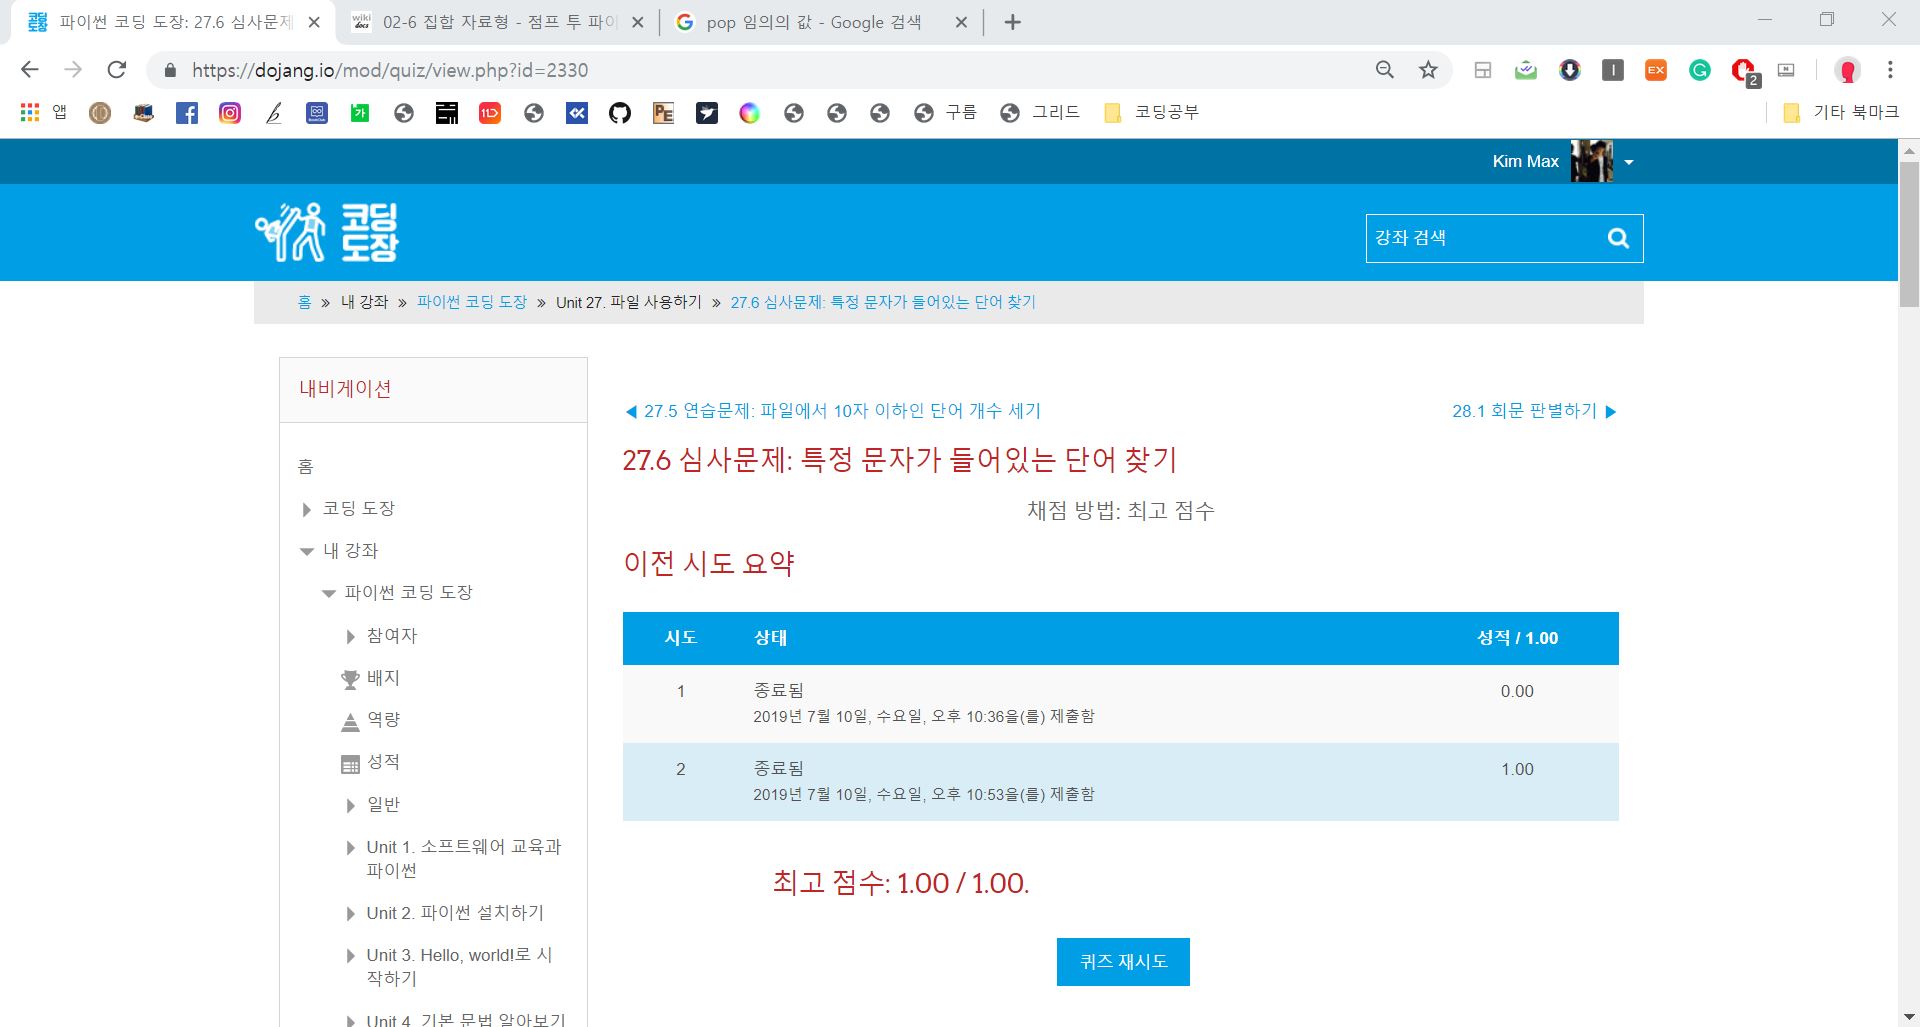 파이썬 코딩 도장: 27.6 심사문제
02-6 집합 자료형 - 점프 투 파이
pop 임의의 값 - Google 검색
https://dojang.io/mod/quiz/view.php?id=2330
2
앱
구름
그리드
코딩공부
기타 북마크
Kim Max
코딩
도장
강좌 검색
홈 » 내 강좌 » 파이썬 코딩 도장 » Unit 27. 파일 사용하기 » 27.6 심사문제: 특정 문자가 들어있는 단어 찾기
내비게이션
홈
코딩 도장
내 강좌
파이썬 코딩 도장
참여자
배지
역량
성적
일반
Unit 1. 소프트웨어 교육과
파이썬
Unit 2. 파이썬 설치하기
Unit 3. Hello, world!로 시
작하기
Unit 4. 기본 문법 알아보기
◀ 27.5 연습문제: 파일에서 10자 이하인 단어 개수 세기
28.1 회문 판별하기 ▶
27.6 심사문제: 특정 문자가 들어있는 단어 찾기
채점 방법: 최고 점수
이전 시도 요약
시도 상태 성적 / 1.00
1 종료됨 0.00
2019년 7월 10일, 수요일, 오후 10:36을(를) 제출함
2 종료됨 1.00
2019년 7월 10일, 수요일, 오후 10:53을(를) 제출함
최고 점수: 1.00 / 1.00.
퀴즈 재시도